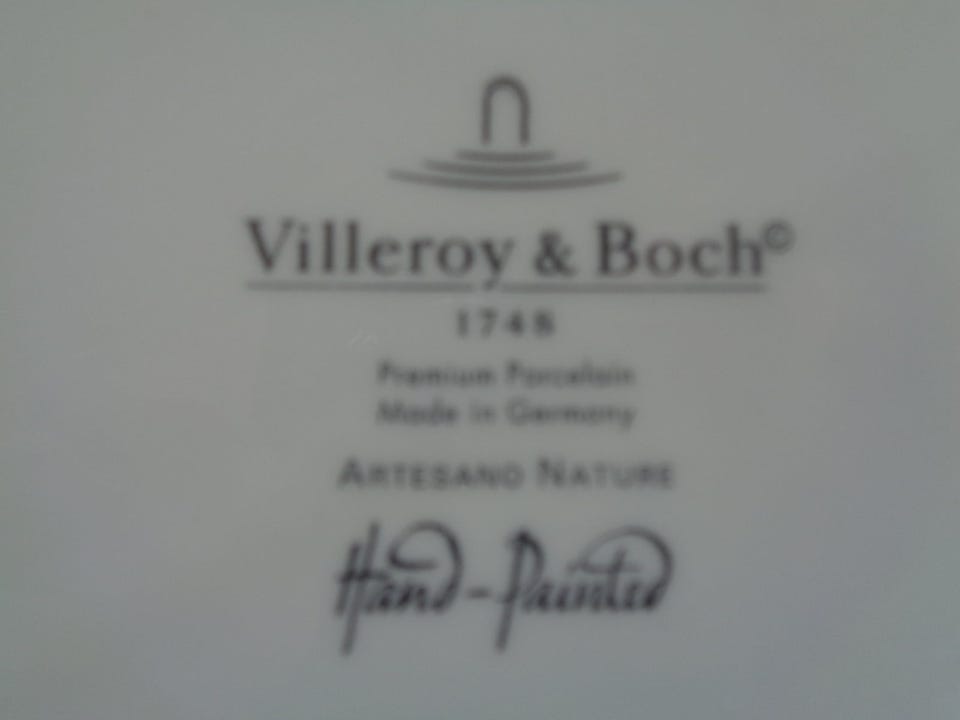 Villeroy & Boch©
1748
Premium Porcelain
Made in Germany
ARTESANO NATURE
Hand-Painted